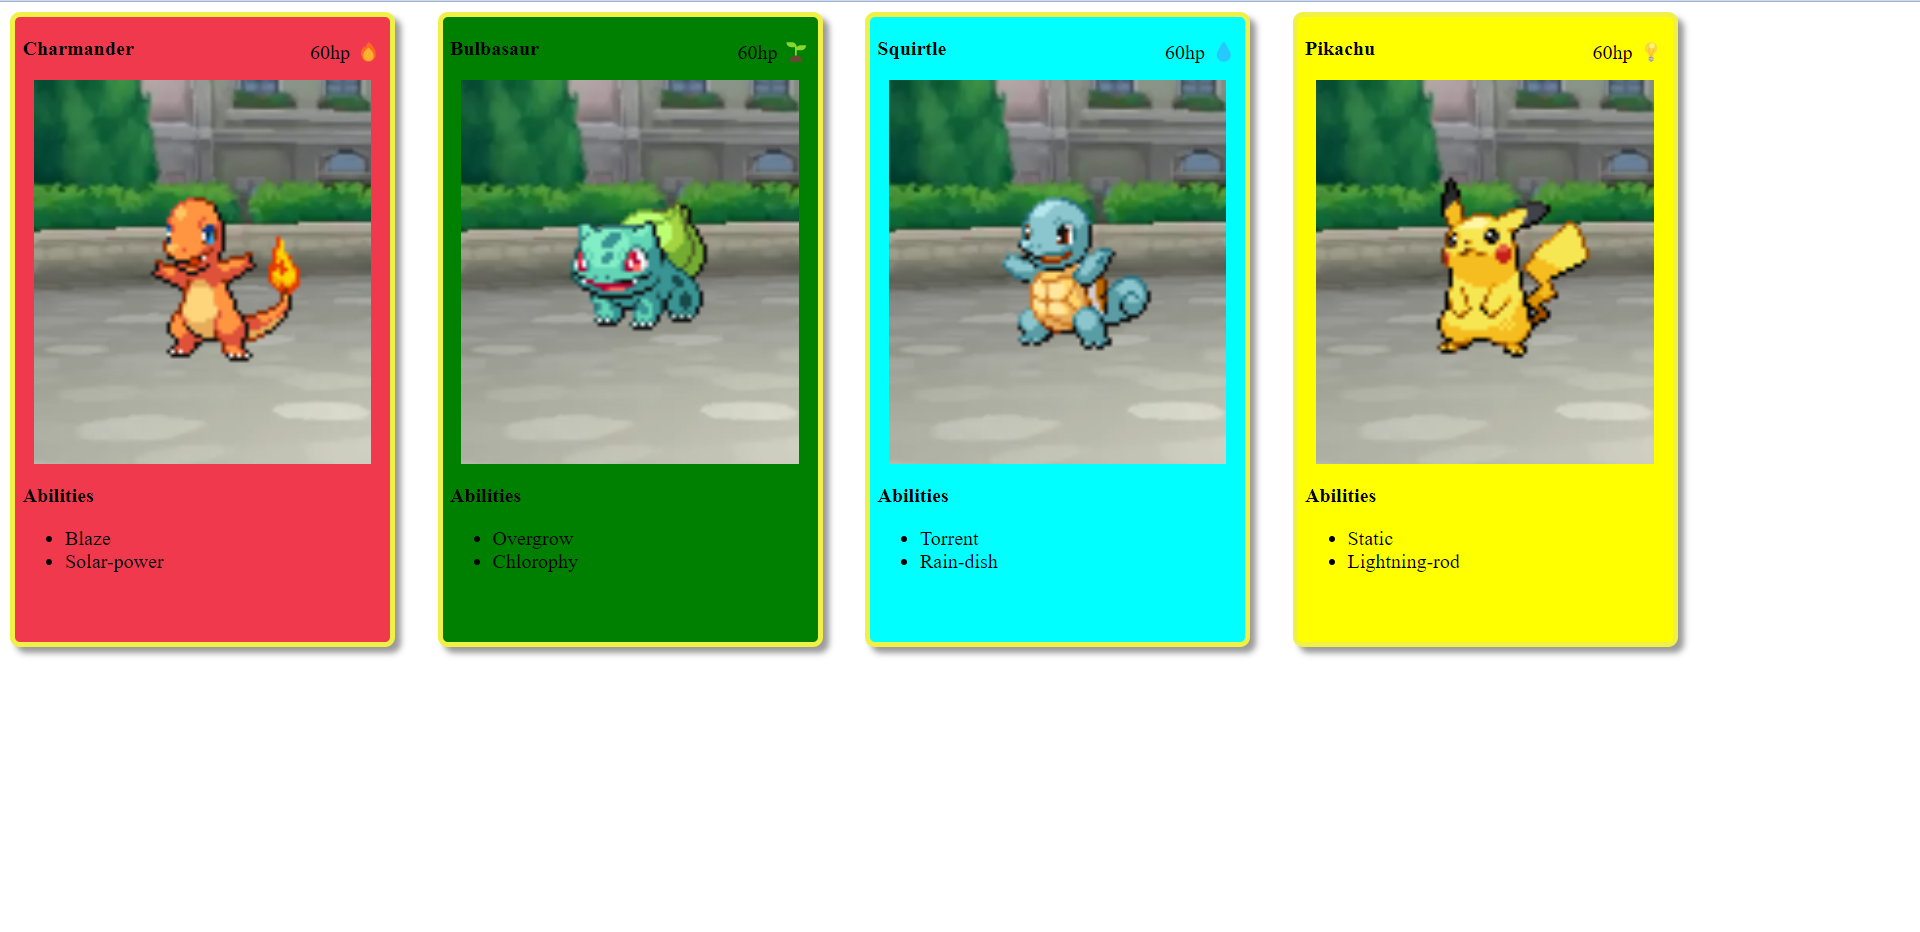 Charmander 60hp 🔥
Abilities
• Blaze
• Solar-power
Bulbasaur 60hp 🌱
Abilities
• Overgrow
• Chlorophy
Squirtle 60hp 💧
Abilities
• Torrent
• Rain-dish
Pikachu 60hp 💡
Abilities
• Static
• Lightning-rod